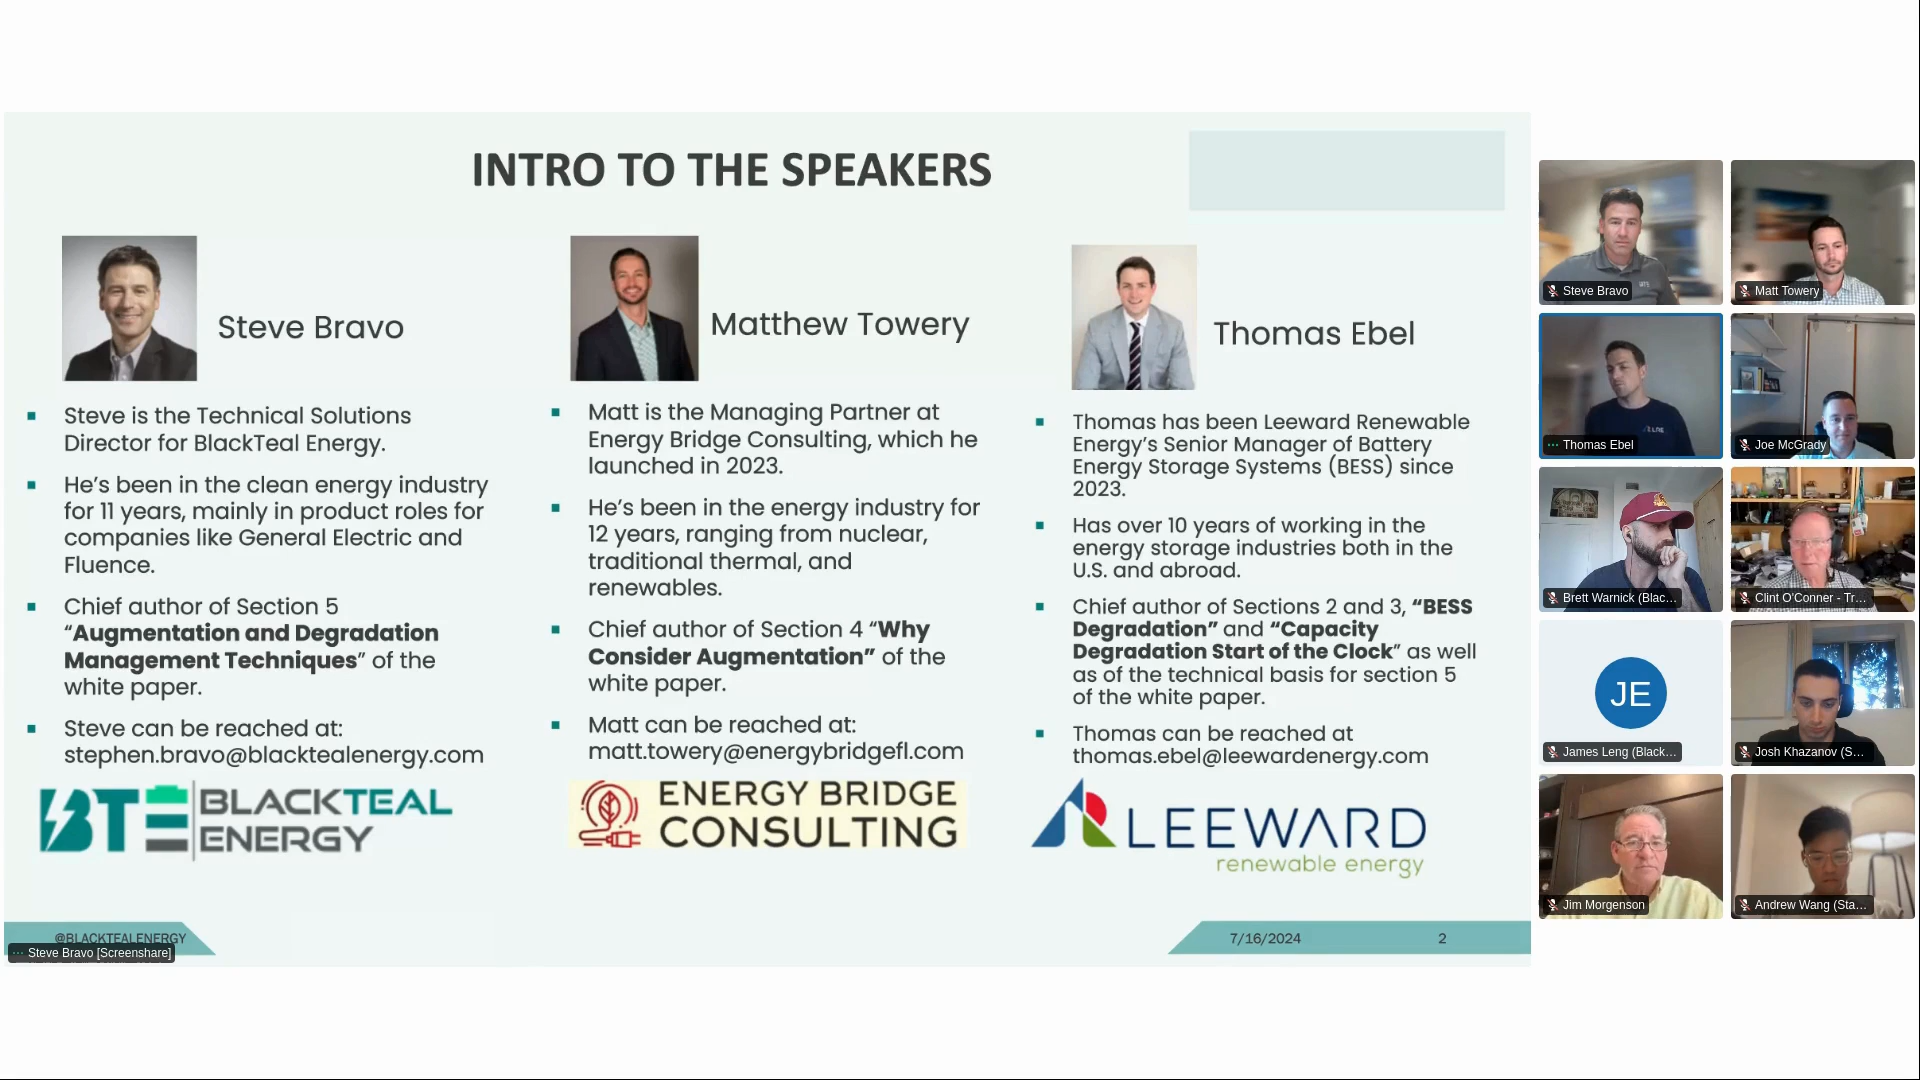 INTRO TO THE SPEAKERS
Steve Bravo
Steve is the Technical Solutions
Director for BlackTeal Energy.
He's been in the clean energy industry
for 11 years, mainly in product roles for
companies like General Electric and
Fluence.
Chief author of Section 5
“Augmentation and Degradation
Management Techniques” of the
white paper.
Steve can be reached at:
stephen.bravo@blacktealenergy.com
BTE BLACKTEAL
ENERGY
Matthew Towery
Matt is the Managing Partner at
Energy Bridge Consulting, which he
launched in 2023.
He's been in the energy industry for
12 years, ranging from nuclear,
traditional thermal, and
renewables.
Chief author of Section 4 “Why
Consider Augmentation” of the
white paper.
Matt can be reached at:
matt.towery@energybridgefl.com
ENERGY BRIDGE
CONSULTING
Thomas Ebel
Thomas has been Leeward Renewable
Energy's Senior Manager of Battery
Energy Storage Systems (BESS) since
2023.
Has over 10 years of working in the
energy storage industries both in the
U.S. and abroad.
Chief author of Sections 2 and 3, “BESS
Degradation” and “Capacity
Degradation Start of the Clock” as well
as of the technical basis for section 5
of the white paper.
Thomas can be reached at
thomas.ebel@leewardenergy.com
LEEWARD
renewable energy
@BLACKTEALENERGY
7/16/2024
2
Steve Bravo [Screenshare]
Steve Bravo
Matt Towery
Thomas Ebel
Joe McGrady
Brett Warnick (Blac...
Clint O'Conner - Tr...
JE
James Leng (Black...
Josh Khazanov (S...
Jim Morgenson
Andrew Wang (Sta...